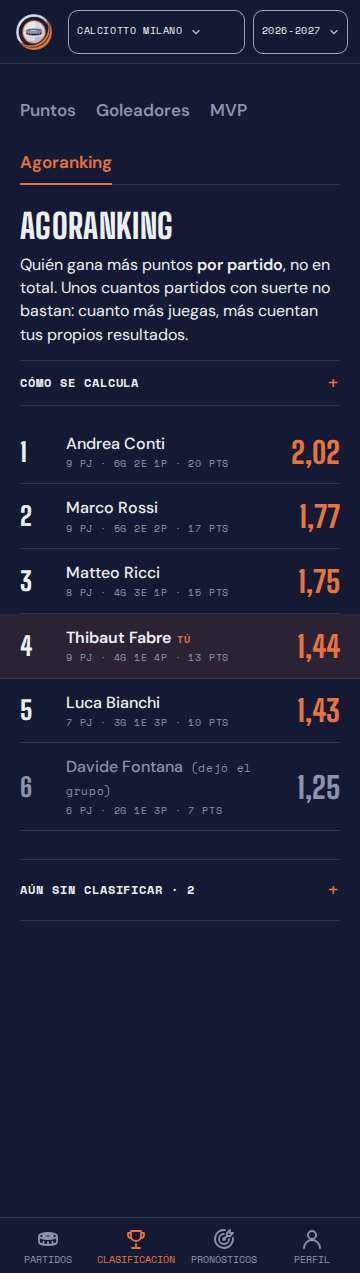 CALCIOTTO MILANO
2026-2027
Puntos Goleadores MVP
Agoranking
AGORANKING
Quién gana más puntos por partido, no en
total. Unos cuantos partidos con suerte no
bastan: cuanto más juegas, más cuentan
tus propios resultados.
CÓMO SE CALCULA +
1 Andrea Conti 2,02
9 PJ · 6G 2E 1P · 20 PTS
2 Marco Rossi 1,77
9 PJ · 5G 2E 2P · 17 PTS
3 Matteo Ricci 1,75
8 PJ · 4G 3E 1P · 15 PTS
4 Thibaut Fabre TÚ 1,44
9 PJ · 4G 1E 4P · 13 PTS
5 Luca Bianchi 1,43
7 PJ · 3G 1E 3P · 10 PTS
6 Davide Fontana (dejó el
grupo) 1,25
6 PJ · 2G 1E 3P · 7 PTS
AÚN SIN CLASIFICAR · 2 +
PARTIDOS CLASIFICACIÓN PRONÓSTICOS PERFIL